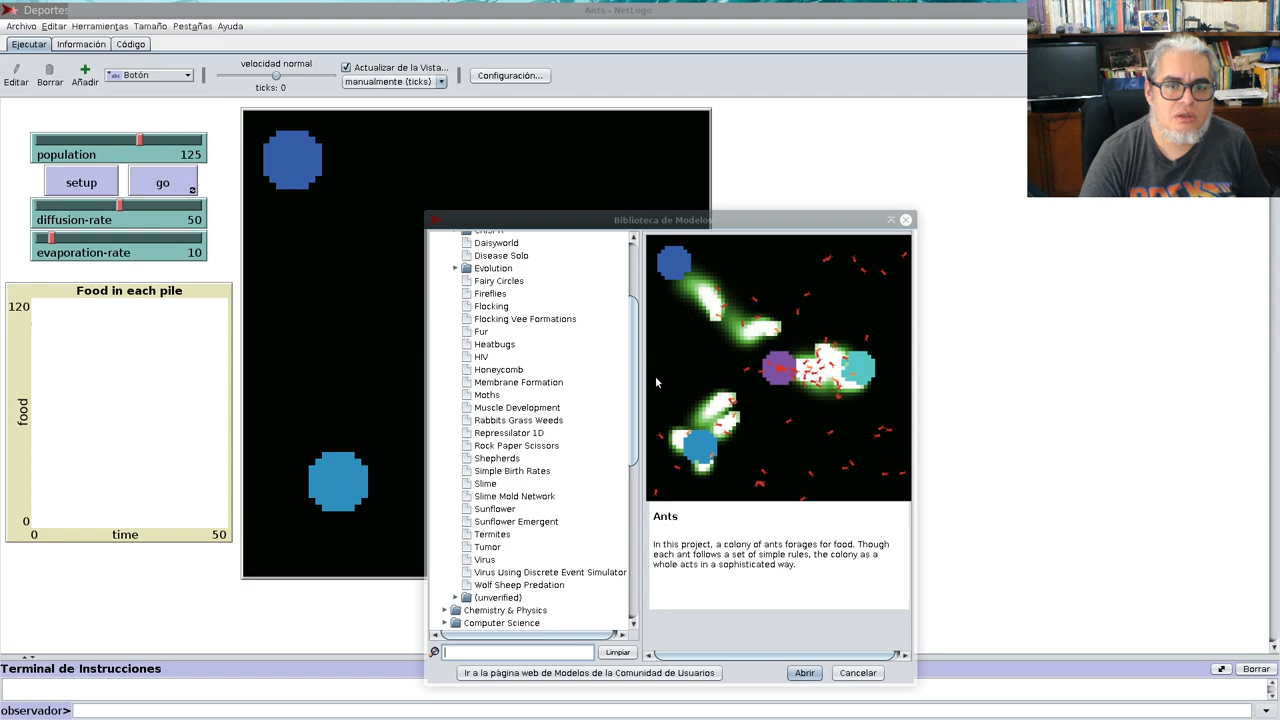 Deportes
Ants - NetLogo
Archivo Editar Herramientas Tamaño Pestañas Ayuda
Ejecutar Información Código
Editar Borrar Añadir
abc Botón
velocidad normal
ticks: 0
Actualizar de la Vista...
manualmente (ticks)
Configuración...
population 125
setup go
diffusion-rate 50
evaporation-rate 10
Food in each pile
120
food
0
0 time 50
Biblioteca de Modelos
Daisyworld
Disease Solo
Evolution
Fairy Circles
Fireflies
Flocking
Flocking Vee Formations
Fur
Heatbugs
HIV
Honeycomb
Membrane Formation
Moths
Muscle Development
Rabbits Grass Weeds
Repressilator 1D
Rock Paper Scissors
Shepherds
Simple Birth Rates
Slime
Slime Mold Network
Sunflower
Sunflower Emergent
Termites
Tumor
Virus
Virus Using Discrete Event Simulator
Wolf Sheep Predation
(unverified)
Chemistry & Physics
Computer Science
Ants
In this project, a colony of ants forages for food. Though
each ant follows a set of simple rules, the colony as a
whole acts in a sophisticated way.
Limpiar
Ir a la página web de Modelos de la Comunidad de Usuarios
Abrir Cancelar
Terminal de Instrucciones
Borrar
observador>